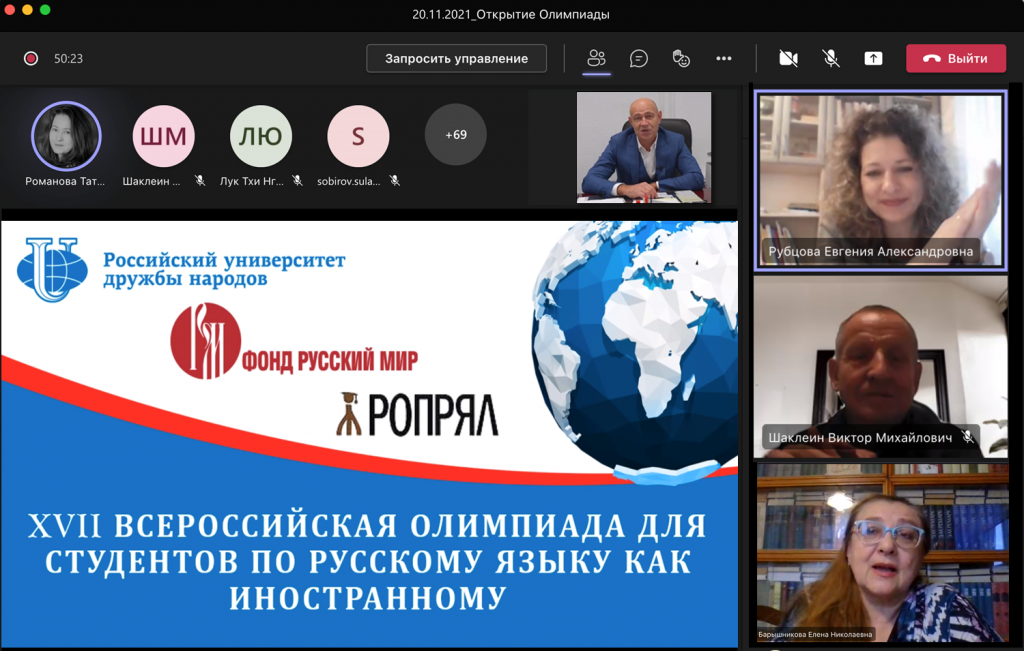 20.11.2021_Открытие Олимпиады
50:23
Запросить управление
Выйти
ШМ
ЛЮ
S
+69
Романова Тат...
Шаклеин ...
Лук Тхи Нг...
sobirov.sula...
Рубцова Евгения Александровна
Шаклеин Виктор Михайлович
Барышникова Елена Николаевна
Российский университет
дружбы народов
ФОНД РУССКИЙ МИР
РОПРЯЛ
XVII ВСЕРОССИЙСКАЯ ОЛИМПИАДА ДЛЯ
СТУДЕНТОВ ПО РУССКОМУ ЯЗЫКУ КАК
ИНОСТРАННОМУ